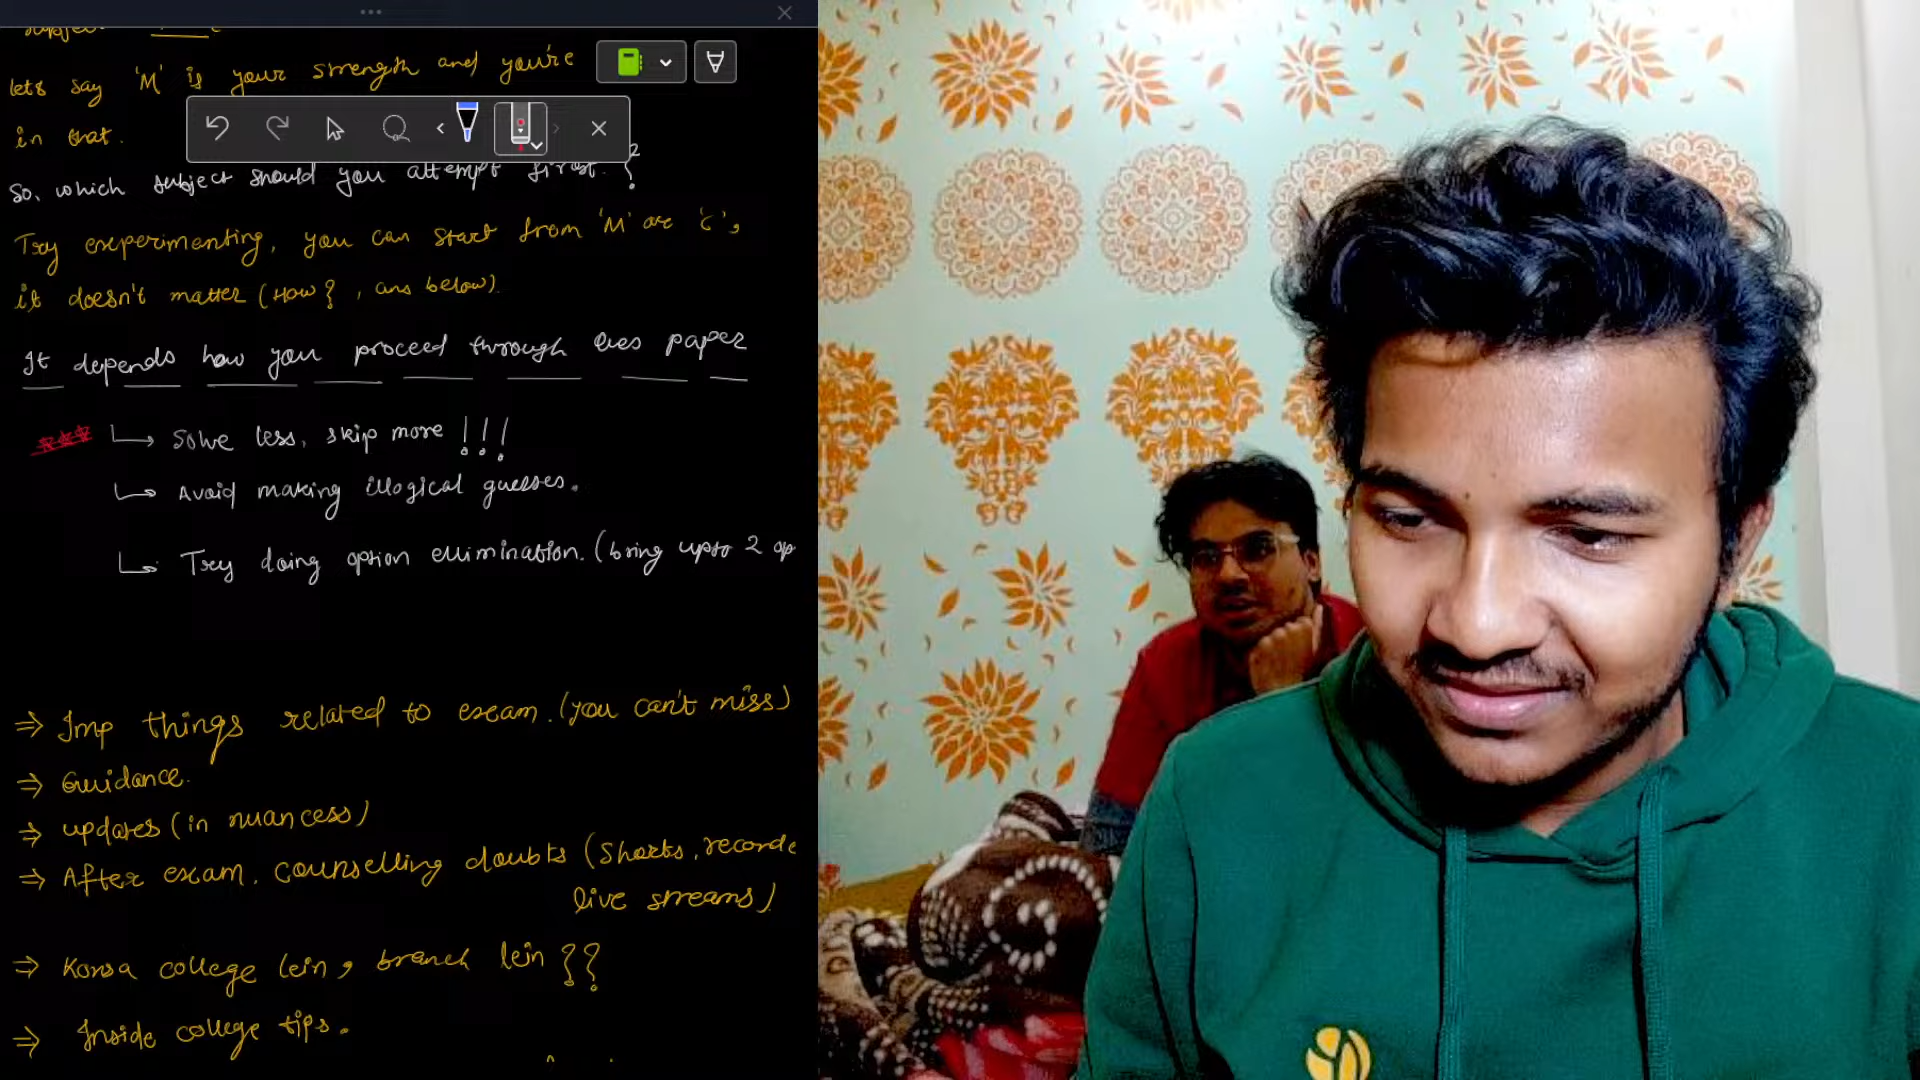 lets say 'M' is your strength and you're
in that.
So, which subject should you attempt first. ?
Try experimenting, you can start from 'M' are 'c',
it doesn't matter (How?, ans below).
It depends how you proceed through the paper
*** Solve less, skip more !!!
Avoid making illogical guesses.
Try doing option ellimination. (bring upto 2 op
⇒ Imp things related to exam. (you can't miss)
⇒ Guidance.
⇒ updates (in nuancess)
⇒ After exam. counselling doubts (Shorts, recorde
live streams)
⇒ Konsa college lein, branch lein ??
⇒ Inside college tips.